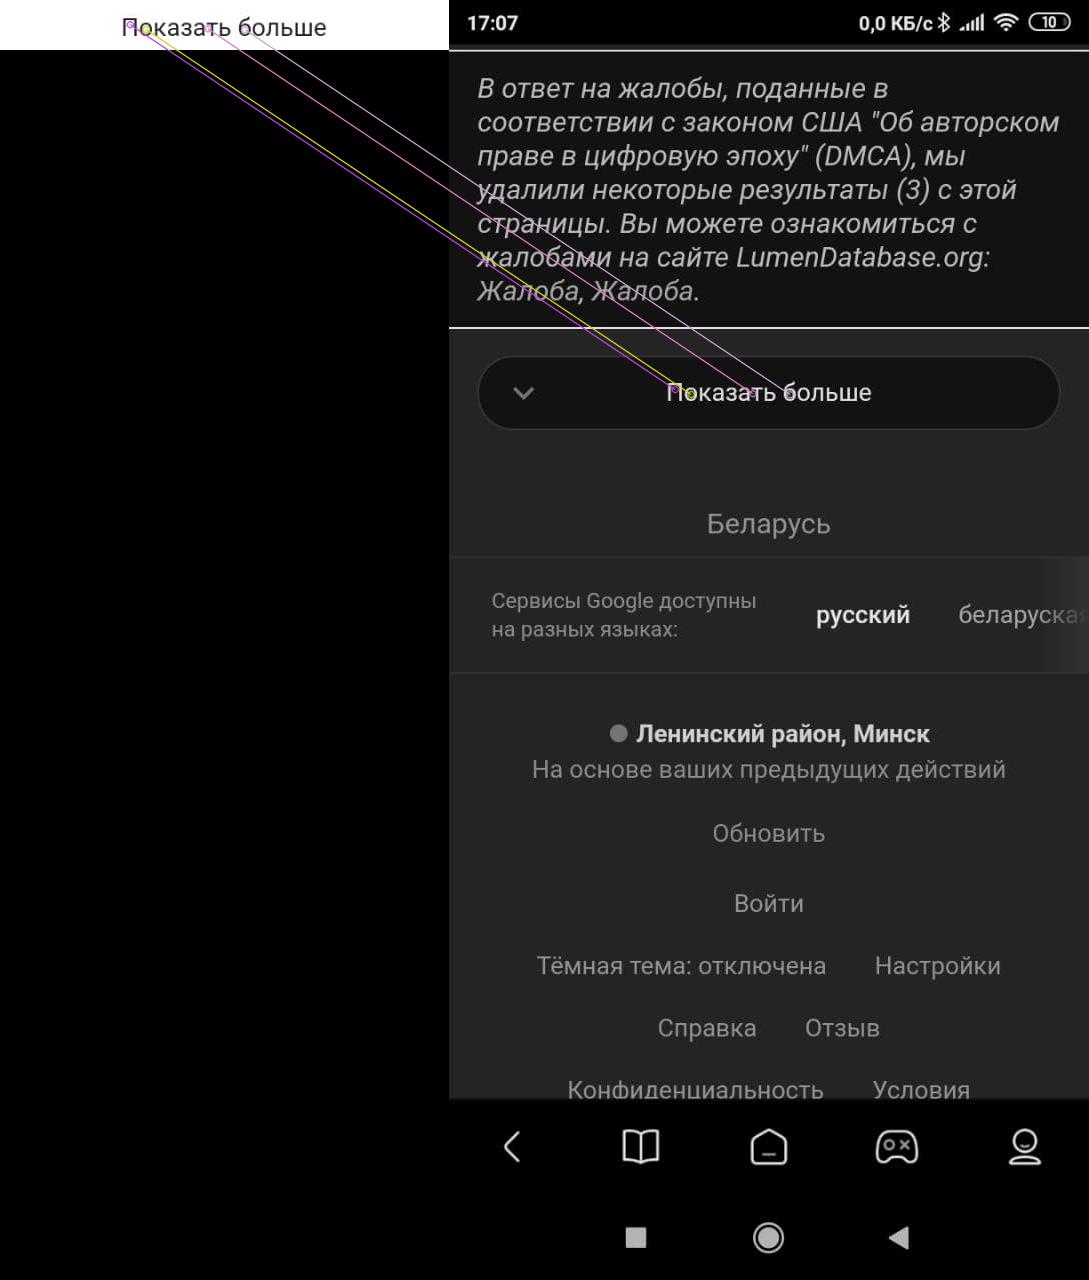 Показать больше
17:07
0,0 КБ/с
10
В ответ на жалобы, поданные в
соответствии с законом США "Об авторском
праве в цифровую эпоху" (DMCA), мы
удалили некоторые результаты (3) с этой
страницы. Вы можете ознакомиться с
жалобами на сайте LumenDatabase.org:
Жалоба, Жалоба.
Показать больше
Беларусь
Сервисы Google доступны
на разных языках:
русский
беларуская
Ленинский район, Минск
На основе ваших предыдущих действий
Обновить
Войти
Тёмная тема: отключена Настройки
Справка Отзыв
Конфиденциальность Условия